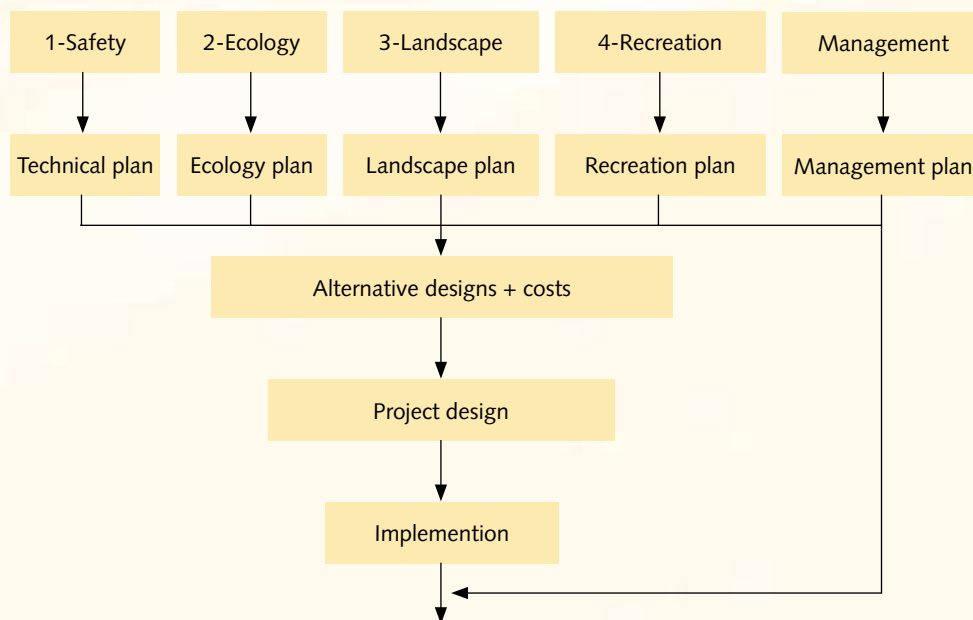 1-Safety
2-Ecology
3-Landscape
4-Recreation
Management
Technical plan
Ecology plan
Landscape plan
Recreation plan
Management plan
Alternative designs + costs
Project design
Implemention